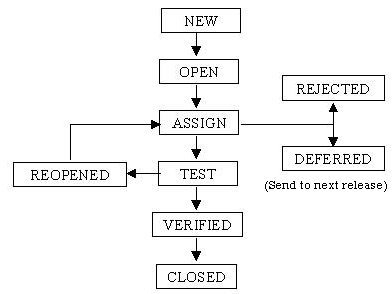 NEW
OPEN
REJECTED
ASSIGN
DEFERRED
REOPENED
TEST
(Send to next release)
VERIFIED
CLOSED